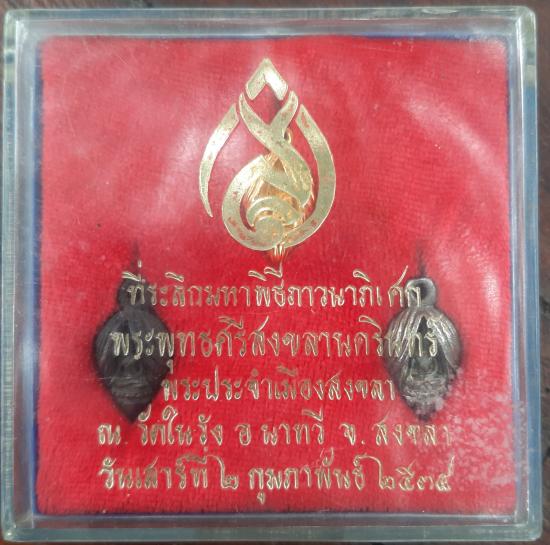 ที่ระลึกมหาพิธีภาวนาภิเศก
พระพุทธศรีสงขลานครินทร์
พระประจำเมืองสงขลา
ณ. วัดในวัง อ นาทวี จ. สงขลา
วันเสาร์ที่ ๒ กุมภาพันธ์ ๒๕๓๔